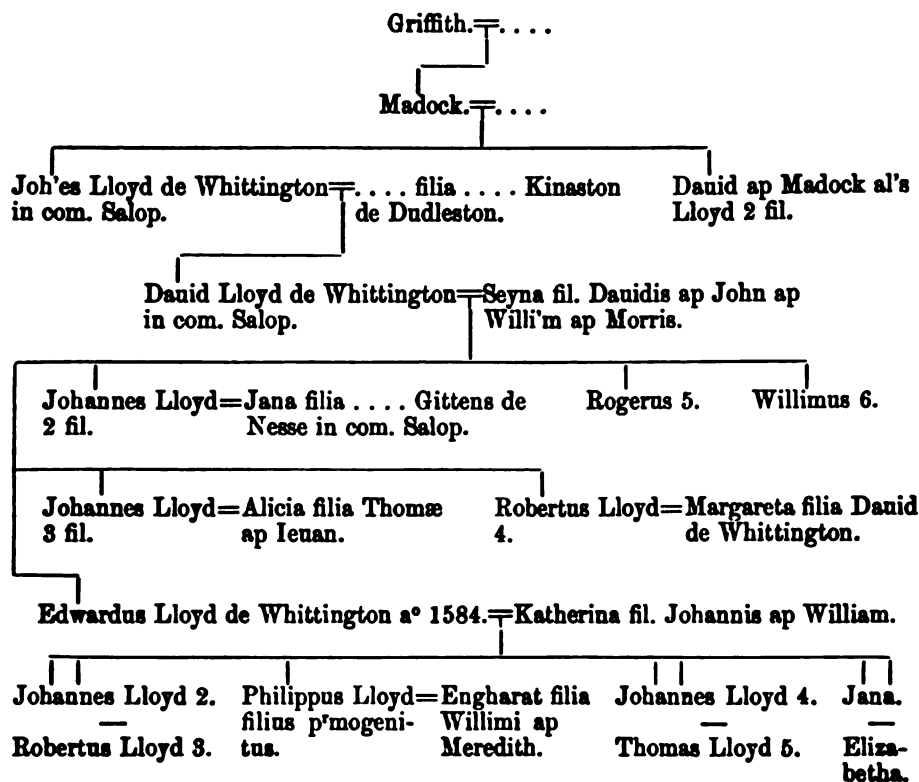 Griffith.=. . . .
Madock.=. . . .
Joh'es Lloyd de Whittington=. . . . filia . . . . Kinaston
in com. Salop.
de Dudleston.
Dauid ap Madock al's
Lloyd 2 fil.
Dauid Lloyd de Whittington=Seyna fil. Dauidis ap John ap
in com. Salop.
Willi'm ap Morris.
Johannes Lloyd=Jana filia . . . . Gittens de
2 fil.
Nesse in com. Salop.
Rogerus 5.
Willimus 6.
Johannes Lloyd=Alicia filia Thomæ
3 fil.
ap Ieuan.
Robertus Lloyd=Margareta filia Dauid
4.
de Whittington.
Edwardus Lloyd de Whittington aº 1584.=Katherina fil. Johannis ap William.
Johannes Lloyd 2.
—
Robertus Lloyd 3.
Philippus Lloyd=Engharat filia
filius pʳmogeni-
tus.
Willimi ap
Meredith.
Johannes Lloyd 4.
—
Thomas Lloyd 5.
Jana.
—
Eliza-
betha.